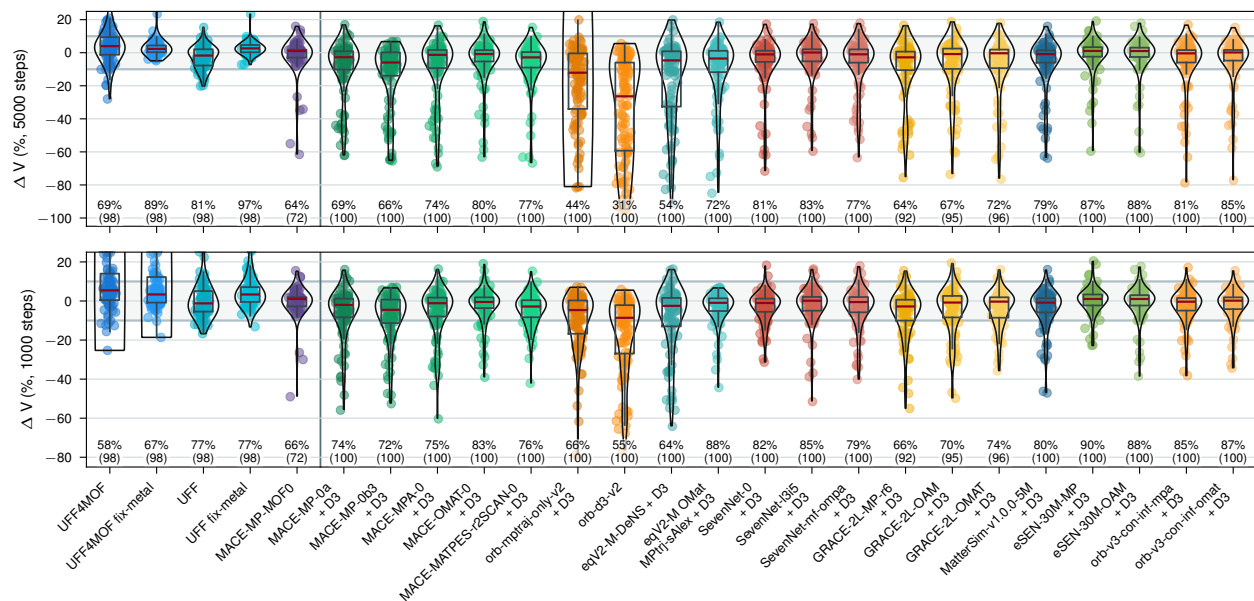 Δ V (%, 5000 steps)
20
0
−20
−40
−60
−80
−100
69% 89% 81% 97% 64% 69% 66% 74% 80% 77% 44% 31% 54% 72% 81% 83% 77% 64% 67% 72% 79% 87% 88% 81% 85%
(98) (98) (98) (98) (72) (100) (100) (100) (100) (100) (100) (100) (100) (100) (100) (100) (100) (92) (95) (96) (100) (100) (100) (100) (100)
Δ V (%, 1000 steps)
20
0
−20
−40
−60
−80
58% 67% 77% 77% 66% 74% 72% 75% 83% 76% 66% 55% 64% 88% 82% 85% 79% 66% 70% 74% 80% 90% 88% 85% 87%
(98) (98) (98) (98) (72) (100) (100) (100) (100) (100) (100) (100) (100) (100) (100) (100) (100) (92) (95) (96) (100) (100) (100) (100) (100)
UFF4MOF
UFF4MOF fix-metal
UFF
UFF fix-metal
MACE-MP-MOF0
MACE-MP-0a
+ D3
MACE-MP-0b3
+ D3
MACE-MPA-0
+ D3
MACE-OMAT-0
+ D3
MACE-MATPES-r2SCAN-0
+ D3
orb-mptraj-only-v2
+ D3
orb-d3-v2
eqV2-M-DeNS + D3
eqV2-M OMat
MPtrj-sAlex + D3
SevenNet-0
+ D3
SevenNet-l3i5
+ D3
SevenNet-mf-ompa
+ D3
GRACE-2L-MP-r6
+ D3
GRACE-2L-OAM
+ D3
GRACE-2L-OMAT
+ D3
MatterSim-v1.0.0-5M
+ D3
eSEN-30M-MP
+ D3
eSEN-30M-OAM
+ D3
orb-v3-con-inf-mpa
+ D3
orb-v3-con-inf-omat
+ D3